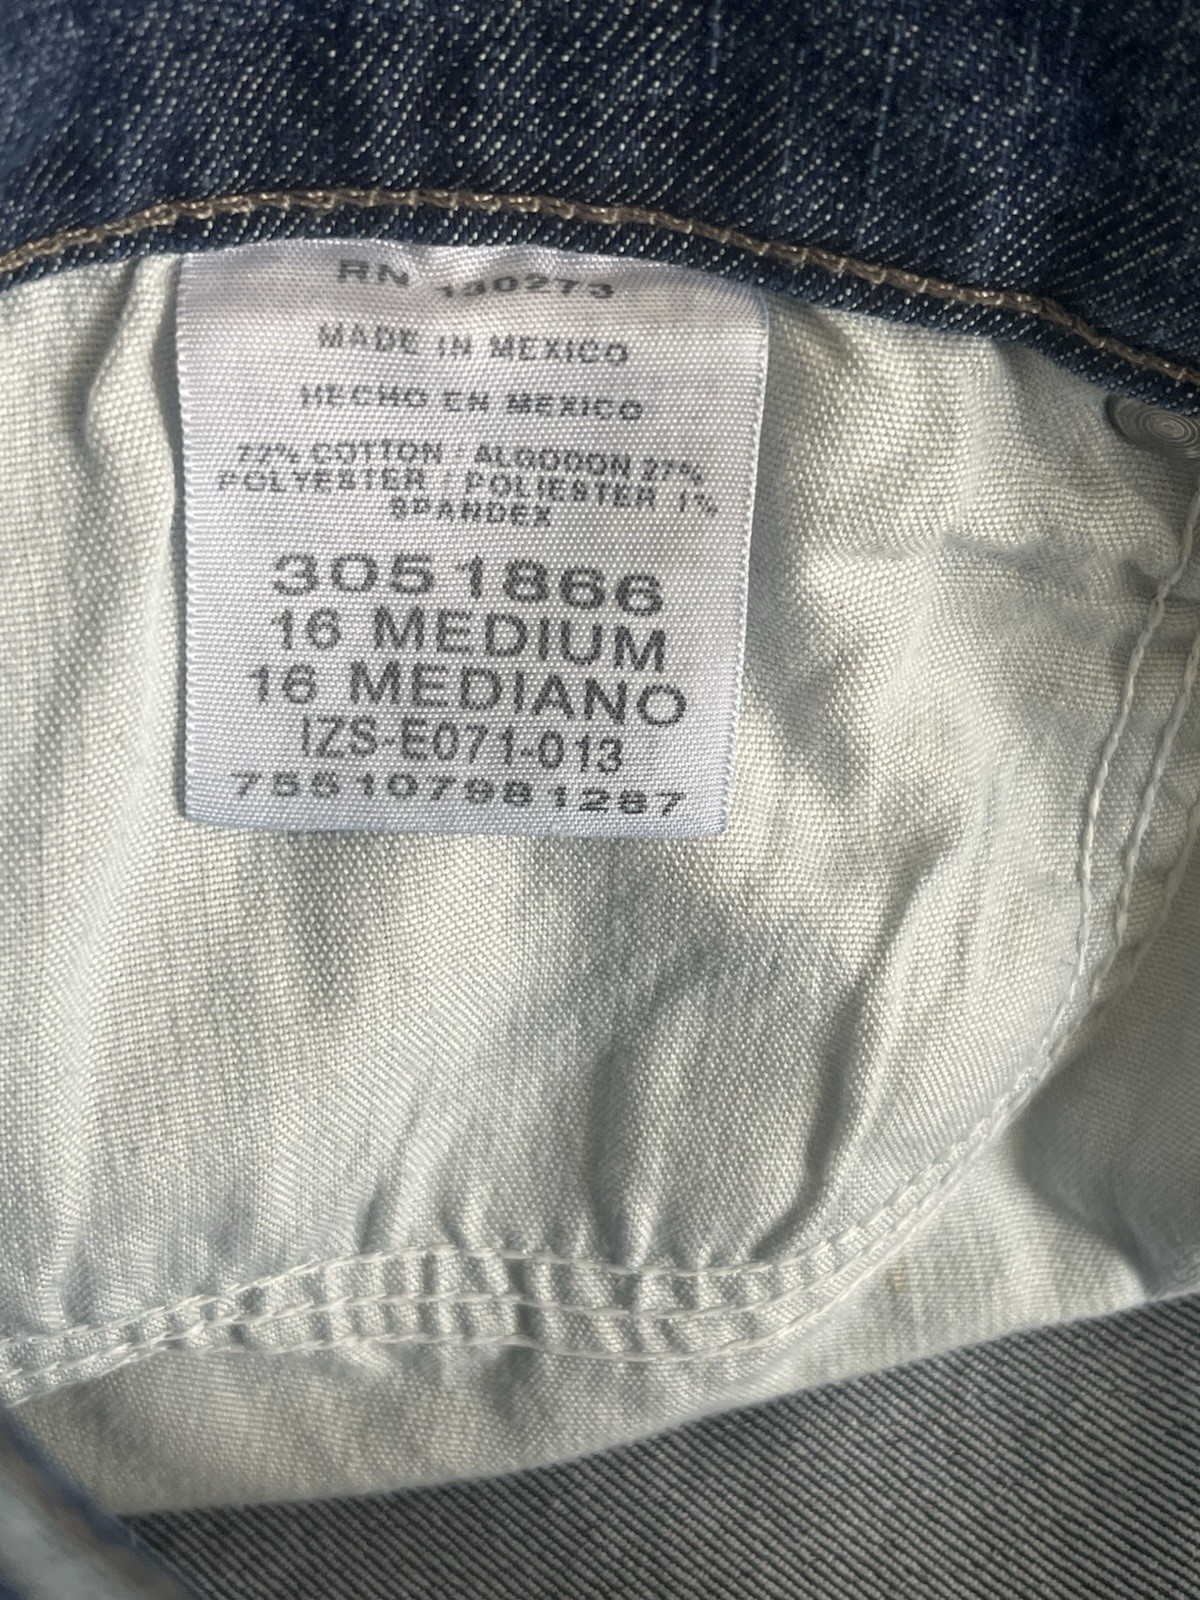 RN 130273
MADE IN MEXICO
HECHO EN MEXICO
72% COTTON / ALGODON 27%
POLYESTER / POLIESTER 1%
SPANDEX
3051866
16 MEDIUM
16 MEDIANO
IZS-E071-013
7551079981287